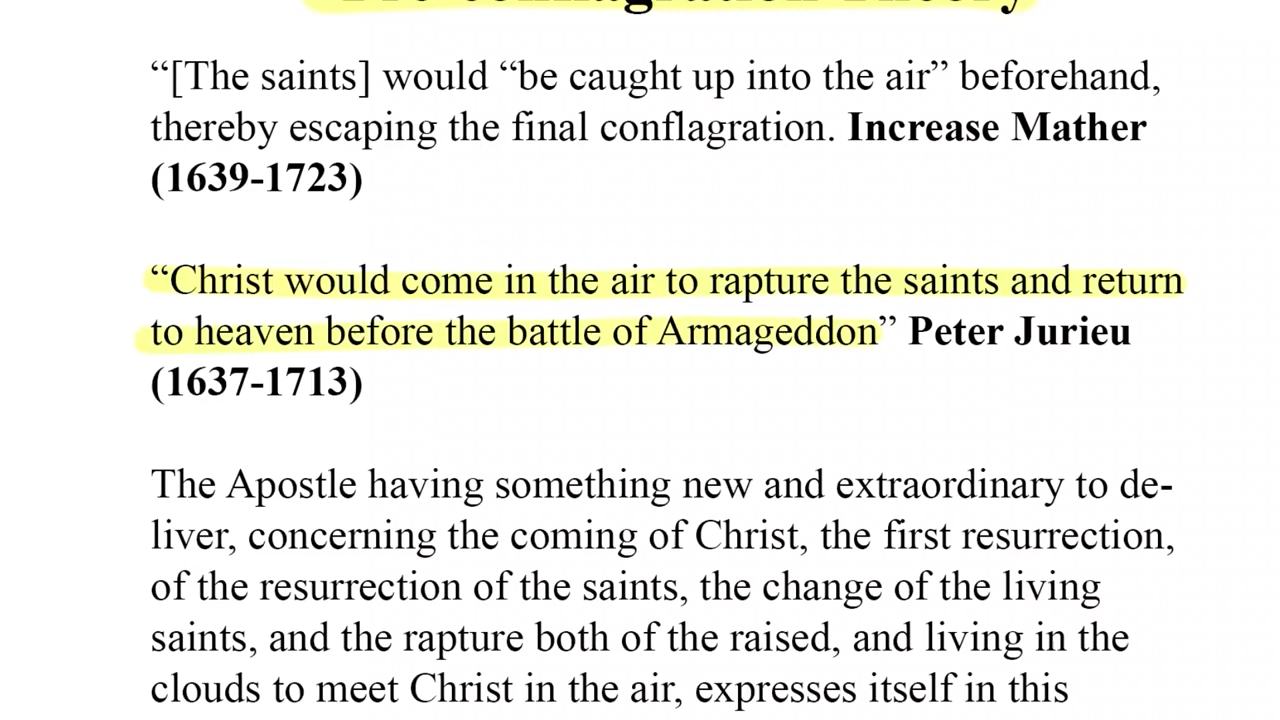 “[The saints] would “be caught up into the air” beforehand,
thereby escaping the final conflagration. Increase Mather
(1639-1723)
“Christ would come in the air to rapture the saints and return
to heaven before the battle of Armageddon” Peter Jurieu
(1637-1713)
The Apostle having something new and extraordinary to de-
liver, concerning the coming of Christ, the first resurrection,
of the resurrection of the saints, the change of the living
saints, and the rapture both of the raised, and living in the
clouds to meet Christ in the air, expresses itself in this